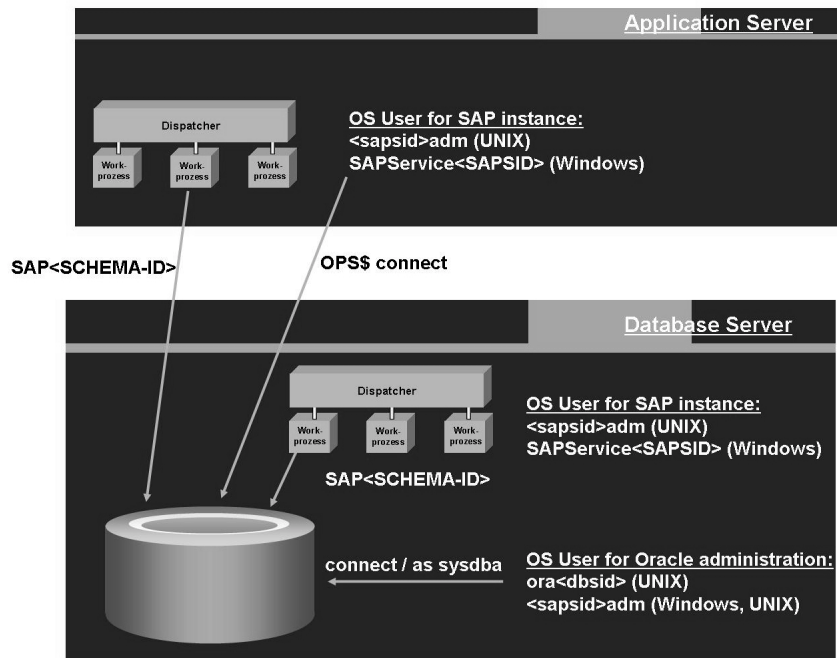 Application Server
Dispatcher
Work-
prozess
Work-
prozess
Work-
prozess
OS User for SAP instance:
<sapsid>adm (UNIX)
SAPService<SAPSID> (Windows)
SAP<SCHEMA-ID>
OPS$ connect
Database Server
Dispatcher
Work-
prozess
Work-
prozess
Work-
prozess
SAP<SCHEMA-ID>
OS User for SAP instance:
<sapsid>adm (UNIX)
SAPService<SAPSID> (Windows)
connect / as sysdba
OS User for Oracle administration:
ora<dbsid> (UNIX)
<sapsid>adm (Windows, UNIX)